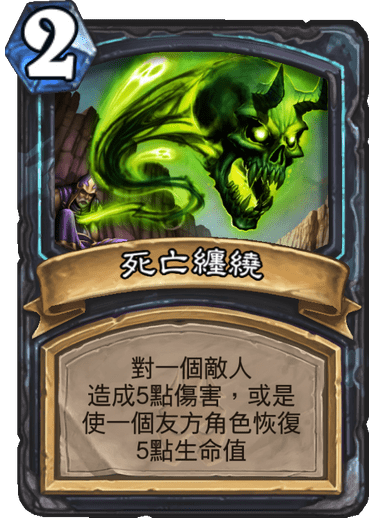 2
死亡纏繞
對一個敵人
造成5點傷害，或是
使一個友方角色恢復
5點生命值